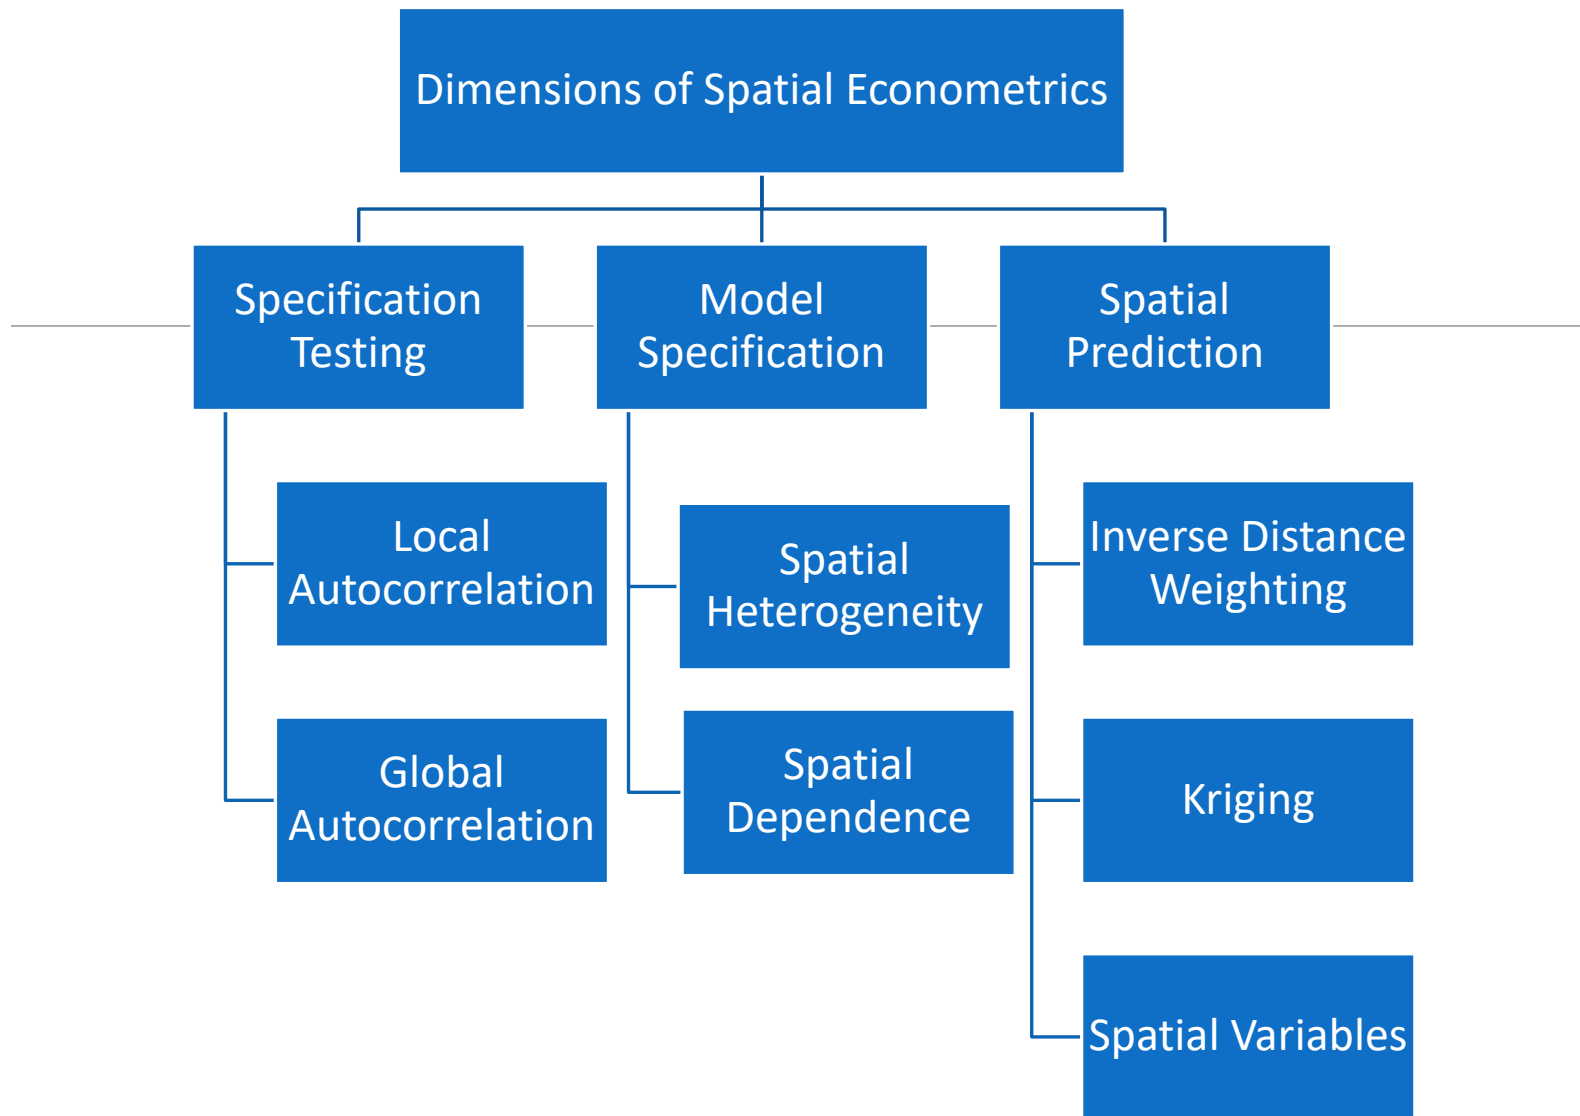 Dimensions of Spatial Econometrics
Specification
Testing
Model
Specification
Spatial
Prediction
Local
Autocorrelation
Global
Autocorrelation
Spatial
Heterogeneity
Spatial
Dependence
Inverse Distance
Weighting
Kriging
Spatial Variables